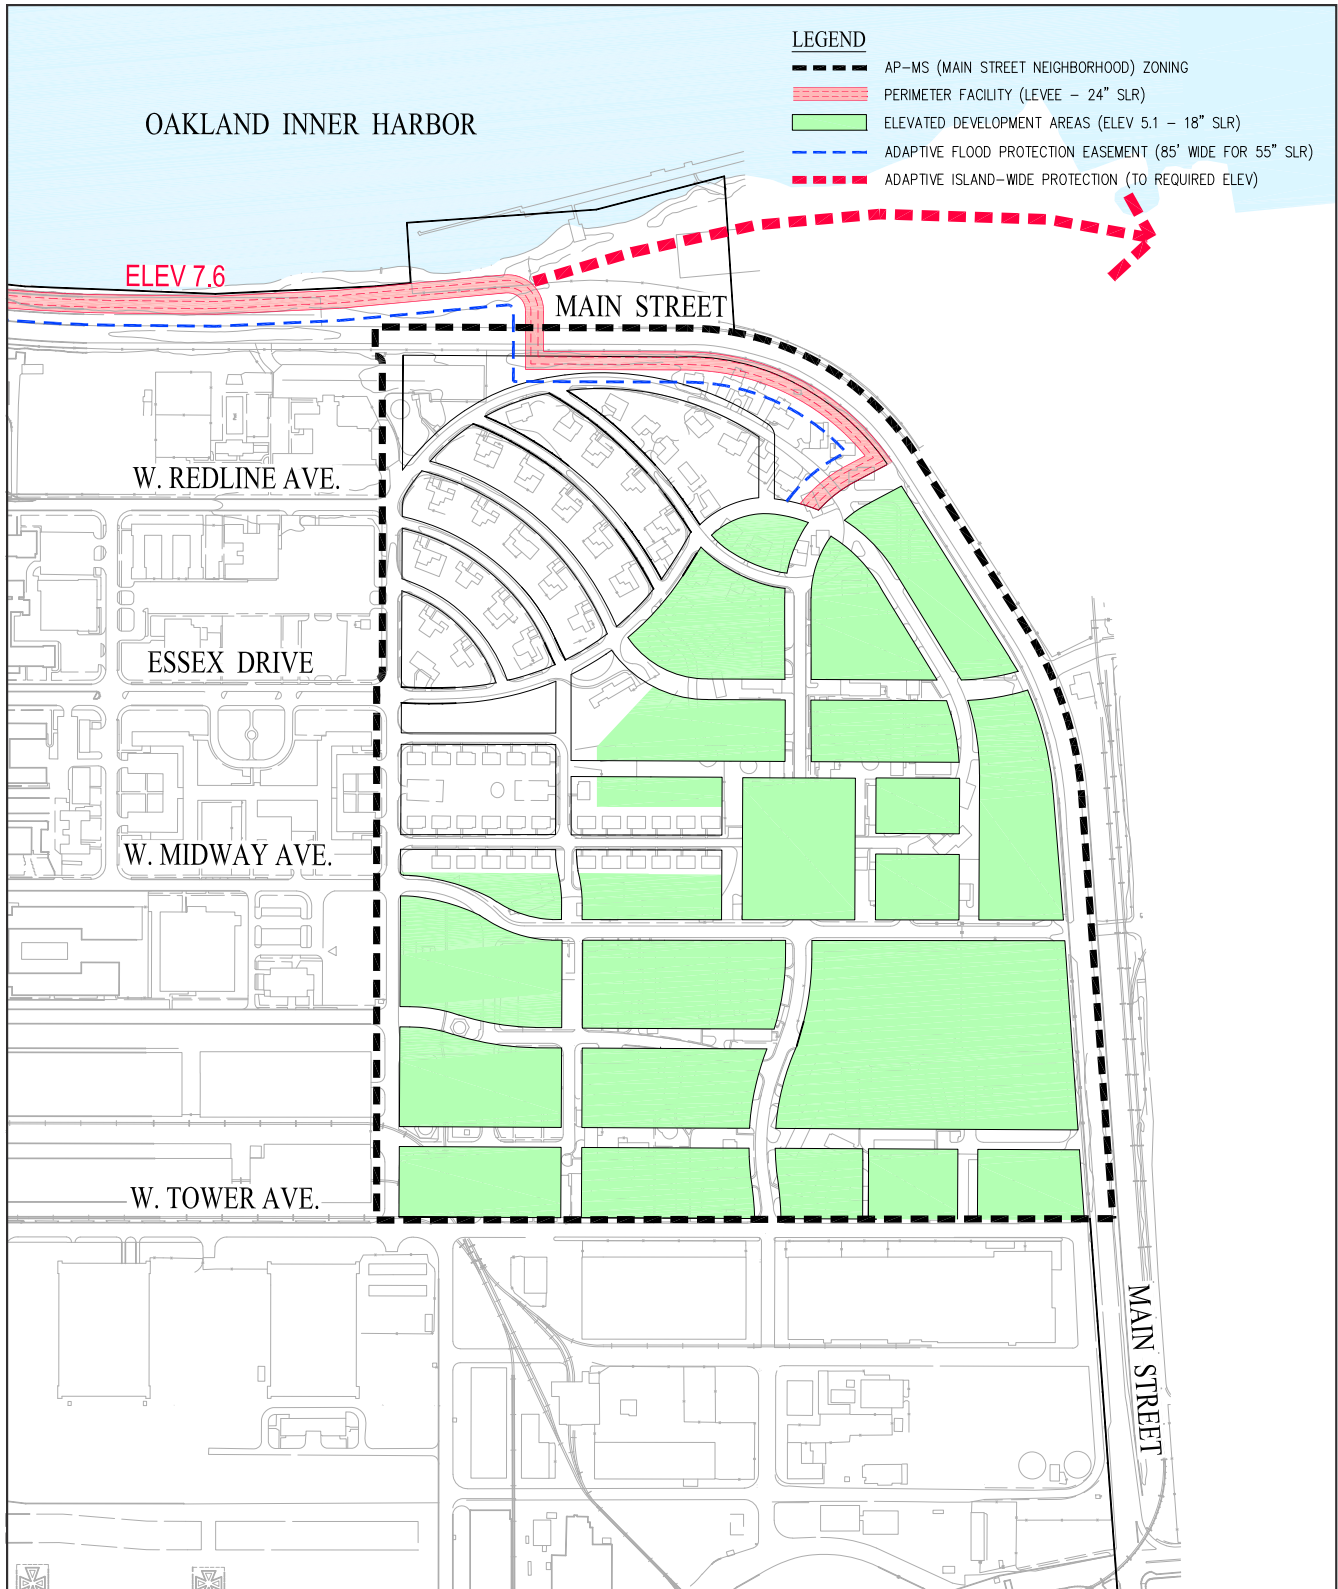 LEGEND
AP-MS (MAIN STREET NEIGHBORHOOD) ZONING
PERIMETER FACILITY (LEVEE - 24" SLR)
ELEVATED DEVELOPMENT AREAS (ELEV 5.1 - 18" SLR)
ADAPTIVE FLOOD PROTECTION EASEMENT (85' WIDE FOR 55" SLR)
ADAPTIVE ISLAND-WIDE PROTECTION (TO REQUIRED ELEV)
OAKLAND INNER HARBOR
ELEV 7.6
MAIN STREET
W. REDLINE AVE.
ESSEX DRIVE
W. MIDWAY AVE.
W. TOWER AVE.
MAIN STREET